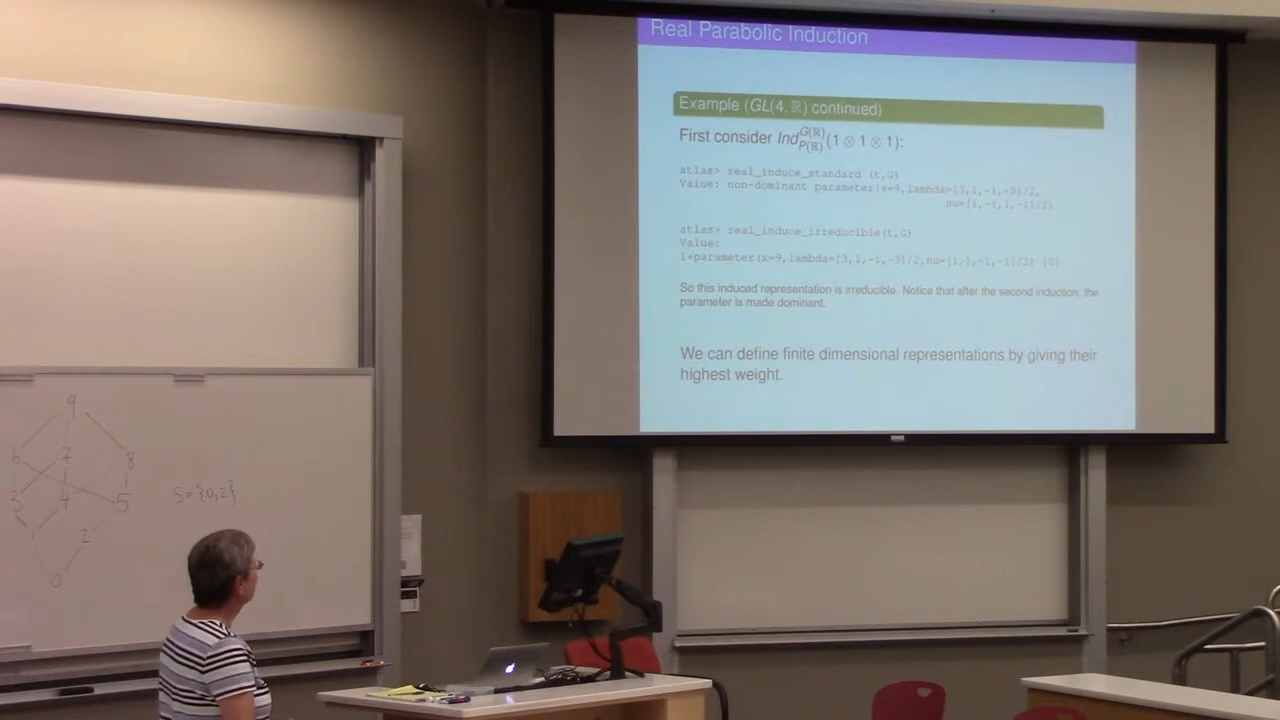 Real Parabolic Induction
Example (GL(4, ℝ) continued)
First consider Ind_{P(ℝ)}^{G(ℝ)}(1 ⊗ 1 ⊗ 1):
atlas> real_induce_standard (t,G)
Value: non-dominant parameter(x=9,lambda=[3,1,-1,-3]/2,
nu=[1,-1,1,-1]/2)
atlas> real_induce_irreducible(t,G)
Value:
1*parameter(x=9,lambda=[3,1,-1,-3]/2,nu=[1,1,-1,-1]/2) [0]
So this induced representation is irreducible. Notice that after the second induction, the
parameter is made dominant.
We can define finite dimensional representations by giving their
highest weight.
9
6 7 8
3 4 5
S={0,2}
2
0